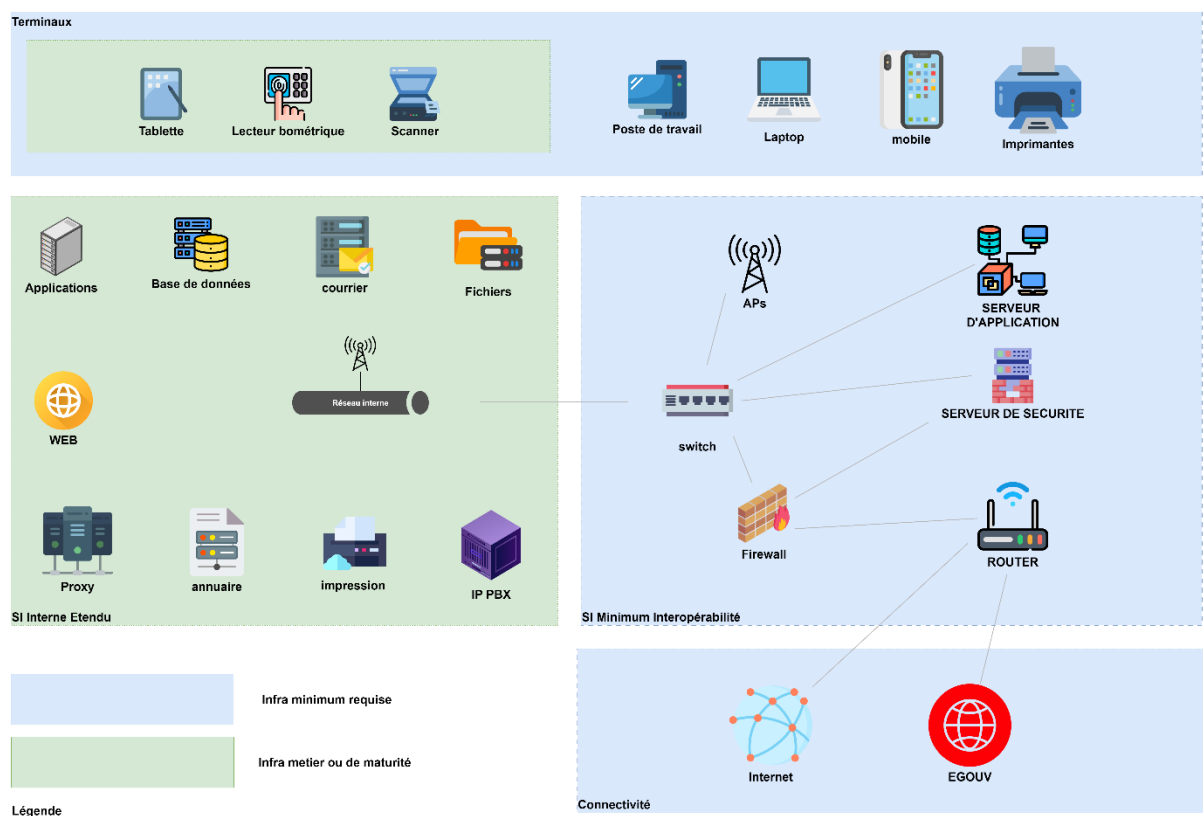 Terminaux
Tablette
Lecteur bométrique
Scanner
Poste de travail
Laptop
mobile
Imprimantes
Applications
Base de données
courrier
Fichiers
Réseau interne
WEB
Proxy
annuaire
impression
IP PBX
SI Interne Etendu
APs
SERVEUR
D'APPLICATION
SERVEUR DE SECURITE
switch
Firewall
ROUTER
SI Minimum Interopérabilité
Infra minimum requise
Infra metier ou de maturité
Légende
Internet
EGOUV
Connectivité